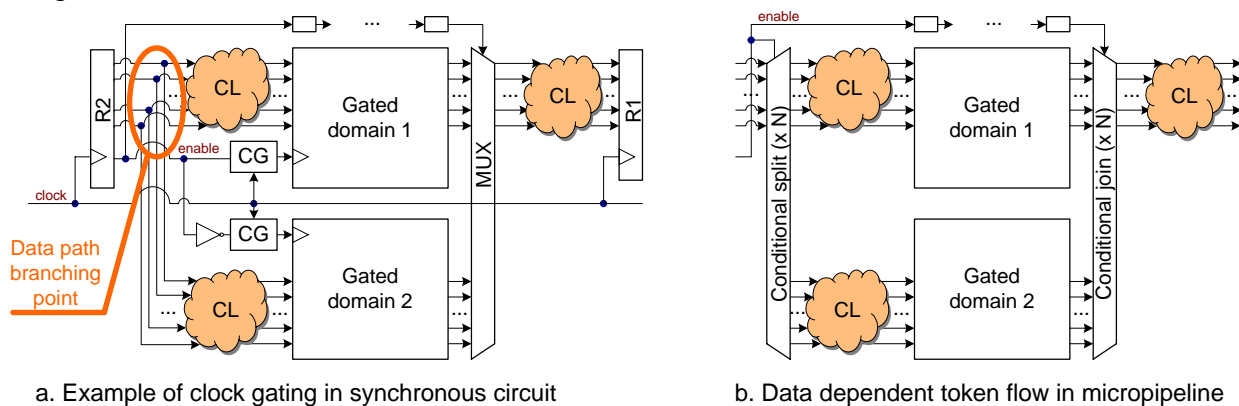 ...
...
R2
CL
...
...
Gated
domain 1
...
MUX
...
CL
...
R1
enable
CG
clock
CG
Data path
branching
point
...
CL
...
Gated
domain 2
...
a. Example of clock gating in synchronous circuit
enable
...
...
Conditional split (x N)
...
CL
...
Gated
domain 1
...
Conditional join (x N)
...
CL
...
...
CL
...
Gated
domain 2
...
b. Data dependent token flow in micropipeline